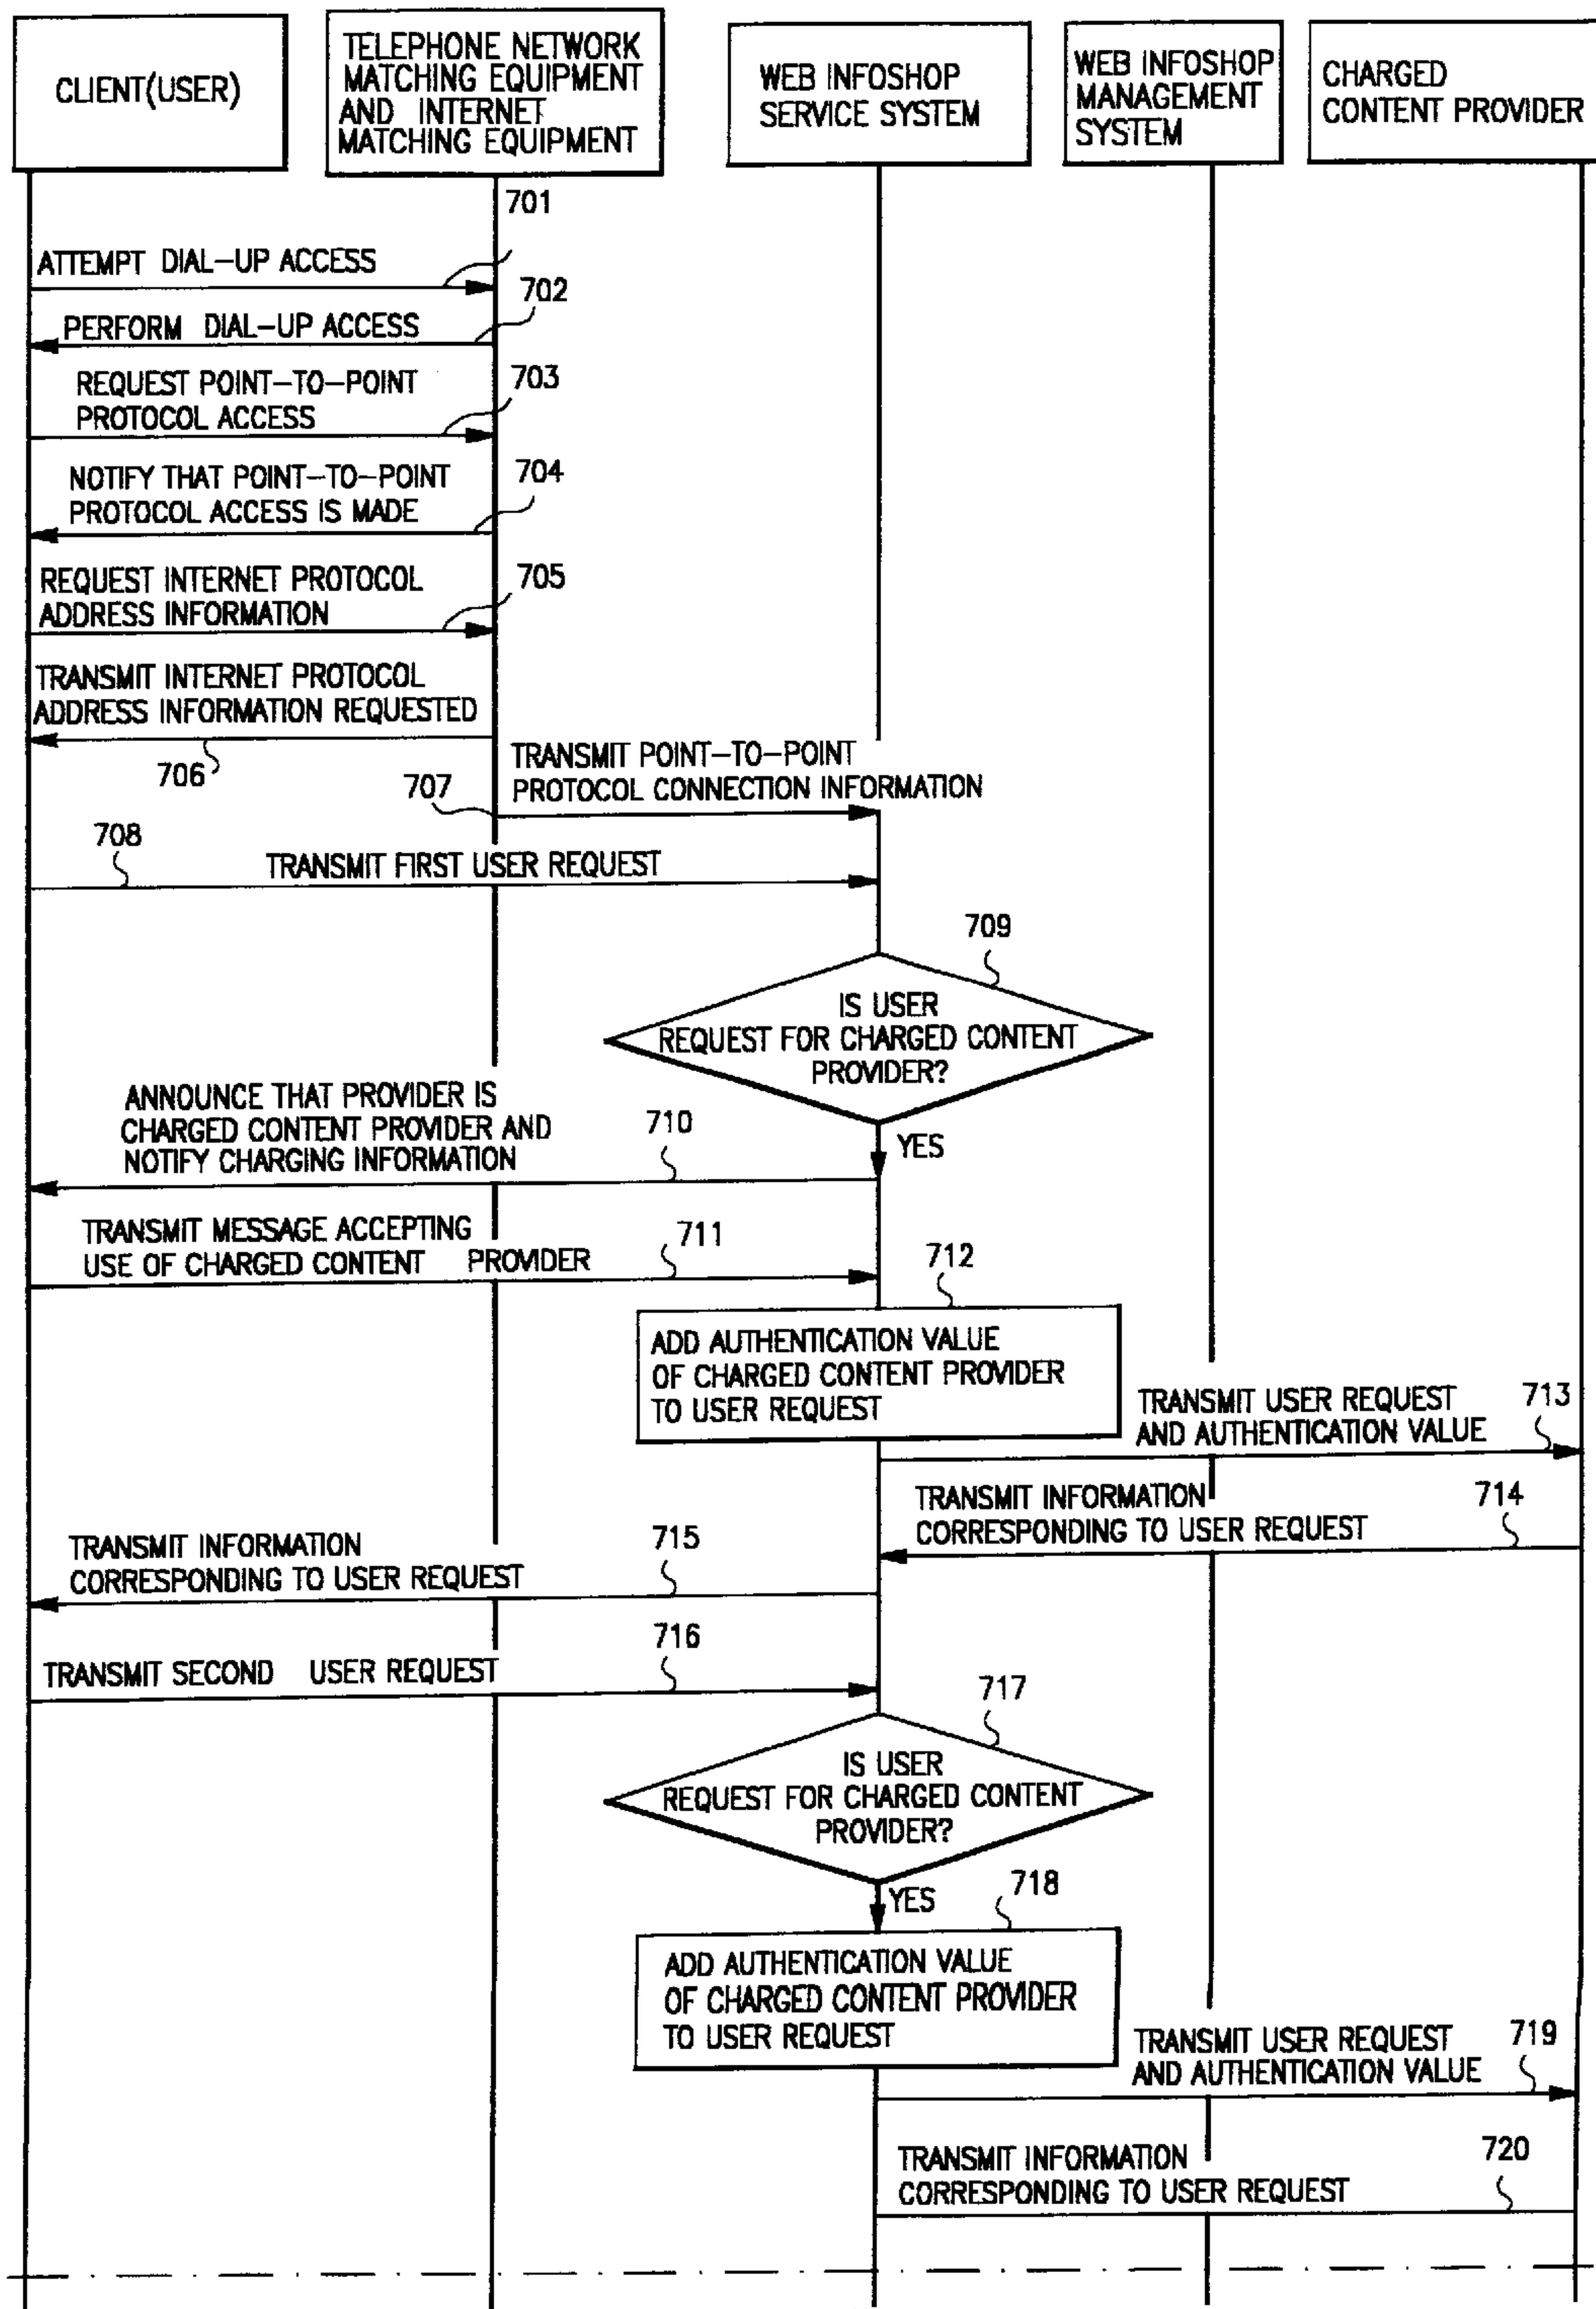 CLIENT(USER)
TELEPHONE NETWORK
MATCHING EQUIPMENT
AND INTERNET
MATCHING EQUIPMENT
WEB INFOSHOP
SERVICE SYSTEM
WEB INFOSHOP
MANAGEMENT
SYSTEM
CHARGED
CONTENT PROVIDER
701
ATTEMPT DIAL-UP ACCESS
702
PERFORM DIAL-UP ACCESS
REQUEST POINT-TO-POINT
PROTOCOL ACCESS
703
NOTIFY THAT POINT-TO-POINT
PROTOCOL ACCESS IS MADE
704
REQUEST INTERNET PROTOCOL
ADDRESS INFORMATION
705
TRANSMIT INTERNET PROTOCOL
ADDRESS INFORMATION REQUESTED
706
707
TRANSMIT POINT-TO-POINT
PROTOCOL CONNECTION INFORMATION
708
TRANSMIT FIRST USER REQUEST
709
IS USER
REQUEST FOR CHARGED CONTENT
PROVIDER?
YES
ANNOUNCE THAT PROVIDER IS
CHARGED CONTENT PROVIDER AND
NOTIFY CHARGING INFORMATION
710
TRANSMIT MESSAGE ACCEPTING
USE OF CHARGED CONTENT PROVIDER
711
712
ADD AUTHENTICATION VALUE
OF CHARGED CONTENT PROVIDER
TO USER REQUEST
TRANSMIT USER REQUEST
AND AUTHENTICATION VALUE
713
TRANSMIT INFORMATION
CORRESPONDING TO USER REQUEST
714
TRANSMIT INFORMATION
CORRESPONDING TO USER REQUEST
715
716
TRANSMIT SECOND USER REQUEST
717
IS USER
REQUEST FOR CHARGED CONTENT
PROVIDER?
YES
718
ADD AUTHENTICATION VALUE
OF CHARGED CONTENT PROVIDER
TO USER REQUEST
TRANSMIT USER REQUEST
AND AUTHENTICATION VALUE
719
TRANSMIT INFORMATION
CORRESPONDING TO USER REQUEST
720